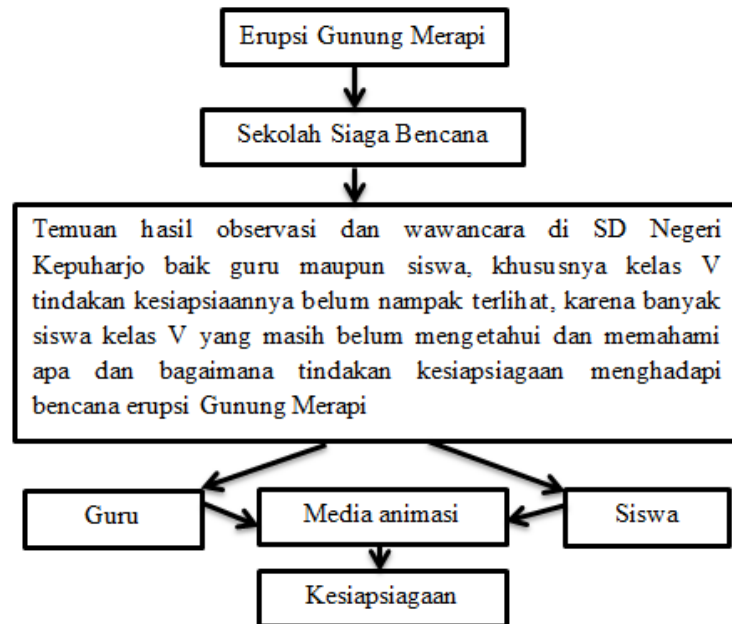 Erupsi Gunung Merapi
Sekolah Siaga Bencana
Temuan hasil observasi dan wawancara di SD Negeri
Kepuharjo baik guru maupun siswa, khususnya kelas V
tindakan kesiapsiaannya belum nampak terlihat, karena banyak
siswa kelas V yang masih belum mengetahui dan memahami
apa dan bagaimana tindakan kesiapsiagaan menghadapi
bencana erupsi Gunung Merapi
Guru
Media animasi
Siswa
Kesiapsiagaan